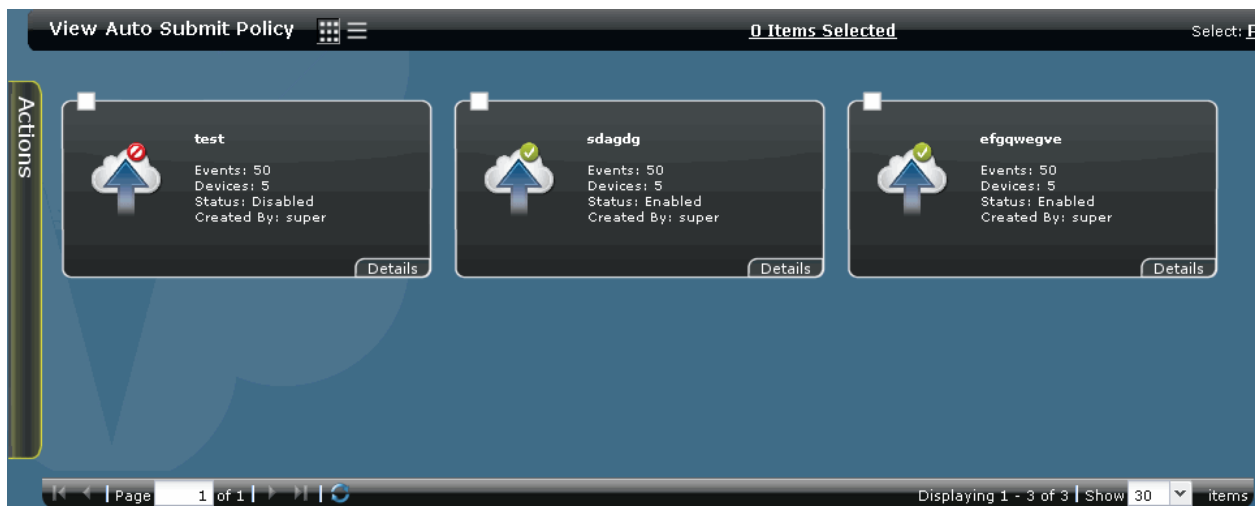 View Auto Submit Policy
0 Items Selected
Select:
Actions
test
Events: 50
Devices: 5
Status: Disabled
Created By: super
Details
sdagdg
Events: 50
Devices: 5
Status: Enabled
Created By: super
Details
efgqwegve
Events: 50
Devices: 5
Status: Enabled
Created By: super
Details
Page 1 of 1
Displaying 1 - 3 of 3 Show 30 items